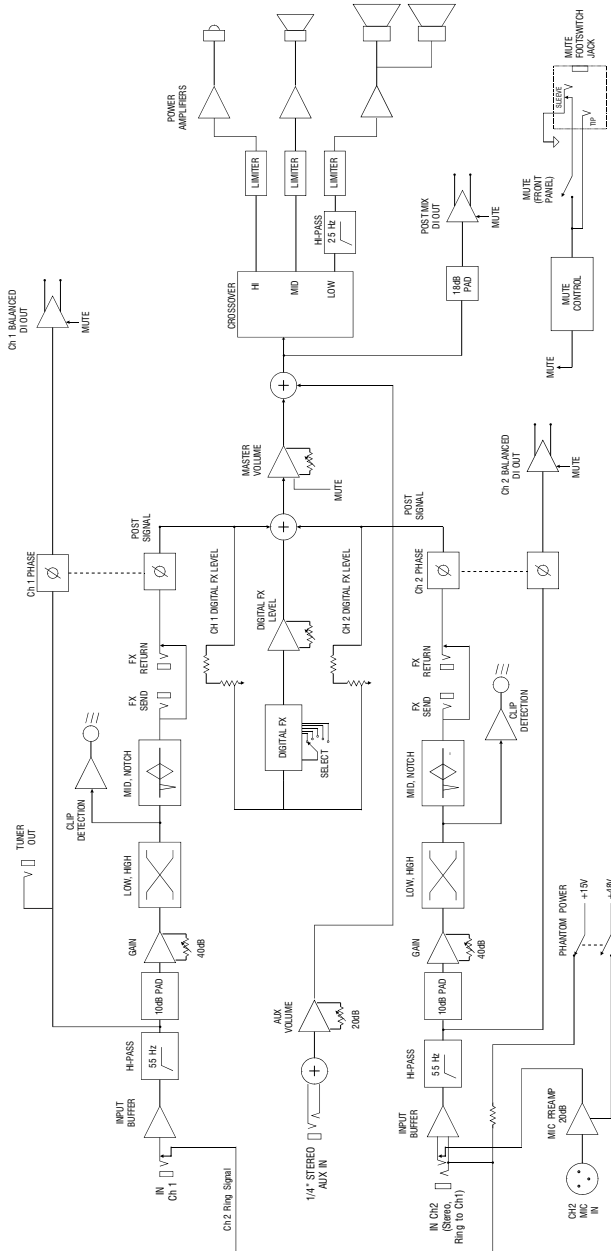 IN
Ch 1
INPUT
BUFFER
HI-PASS
55 Hz
10dB PAD
GAIN
40dB
LOW, HIGH
CLIP
DETECTION
MID, NOTCH
FX
SEND
FX
RETURN
Ch 1 PHASE
POST
SIGNAL
TUNER
OUT
Ch 1 BALANCED
DI OUT
MUTE
Ch 2 Ring Signal
1/4" STEREO
AUX IN
AUX
VOLUME
20dB
DIGITAL FX
SELECT
DIGITAL FX
LEVEL
CH 1 DIGITAL FX LEVEL
CH 2 DIGITAL FX LEVEL
MASTER
VOLUME
MUTE
CROSSOVER
HI
MID
LOW
HI-PASS
25 Hz
LIMITER
LIMITER
LIMITER
POWER
AMPLIFIERS
18dB
PAD
POST MIX
DI OUT
MUTE
IN Ch2
(Stereo,
Ring to Ch1)
INPUT
BUFFER
HI-PASS
55 Hz
10dB PAD
GAIN
40dB
LOW, HIGH
MID, NOTCH
CLIP
DETECTION
FX
SEND
FX
RETURN
Ch 2 PHASE
POST
SIGNAL
Ch 2 BALANCED
DI OUT
MUTE
CH2
MIC
IN
MIC PREAMP
20dB
PHANTOM POWER
+15V
+48V
MUTE
MUTE
CONTROL
MUTE
(FRONT
PANEL)
SLEEVE
TIP
MUTE
FOOTSWITCH
JACK